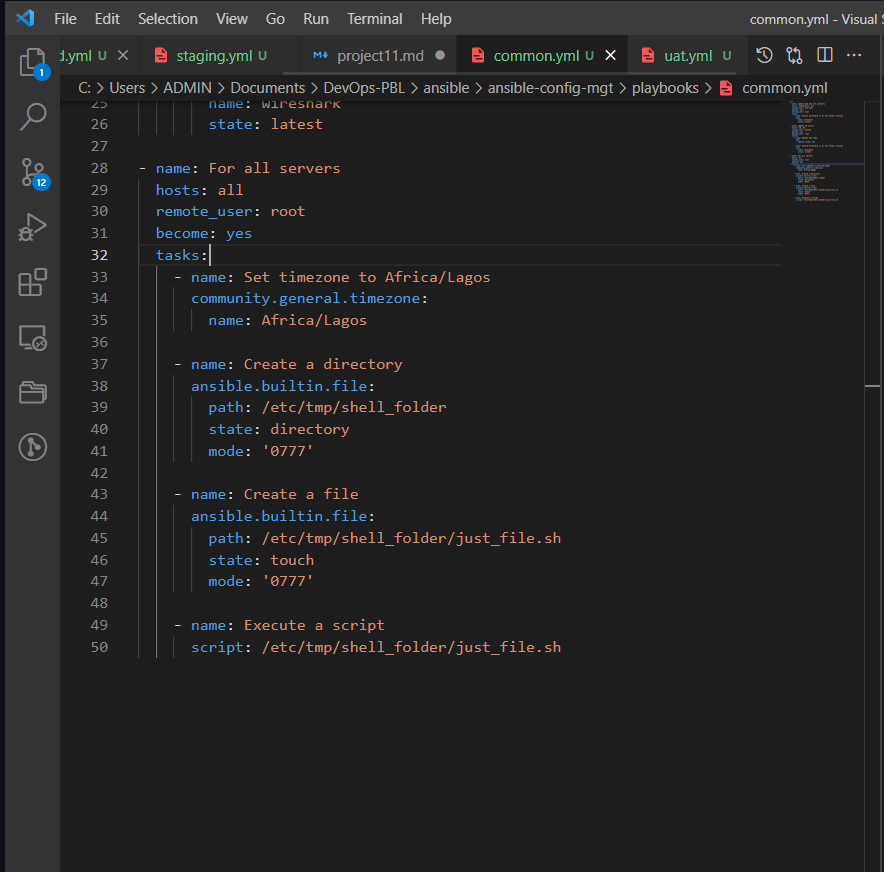 File Edit Selection View Go Run Terminal Help common.yml - Visual S
d.yml U staging.yml U project11.md common.yml U uat.yml U
C: > Users > ADMIN > Documents > DevOps-PBL > ansible > ansible-config-mgt > playbooks > common.yml
1
12
25 name: wireshark
26 state: latest
27
28 - name: For all servers
29 hosts: all
30 remote_user: root
31 become: yes
32 tasks:
33 - name: Set timezone to Africa/Lagos
34 community.general.timezone:
35 name: Africa/Lagos
36
37 - name: Create a directory
38 ansible.builtin.file:
39 path: /etc/tmp/shell_folder
40 state: directory
41 mode: '0777'
42
43 - name: Create a file
44 ansible.builtin.file:
45 path: /etc/tmp/shell_folder/just_file.sh
46 state: touch
47 mode: '0777'
48
49 - name: Execute a script
50 script: /etc/tmp/shell_folder/just_file.sh